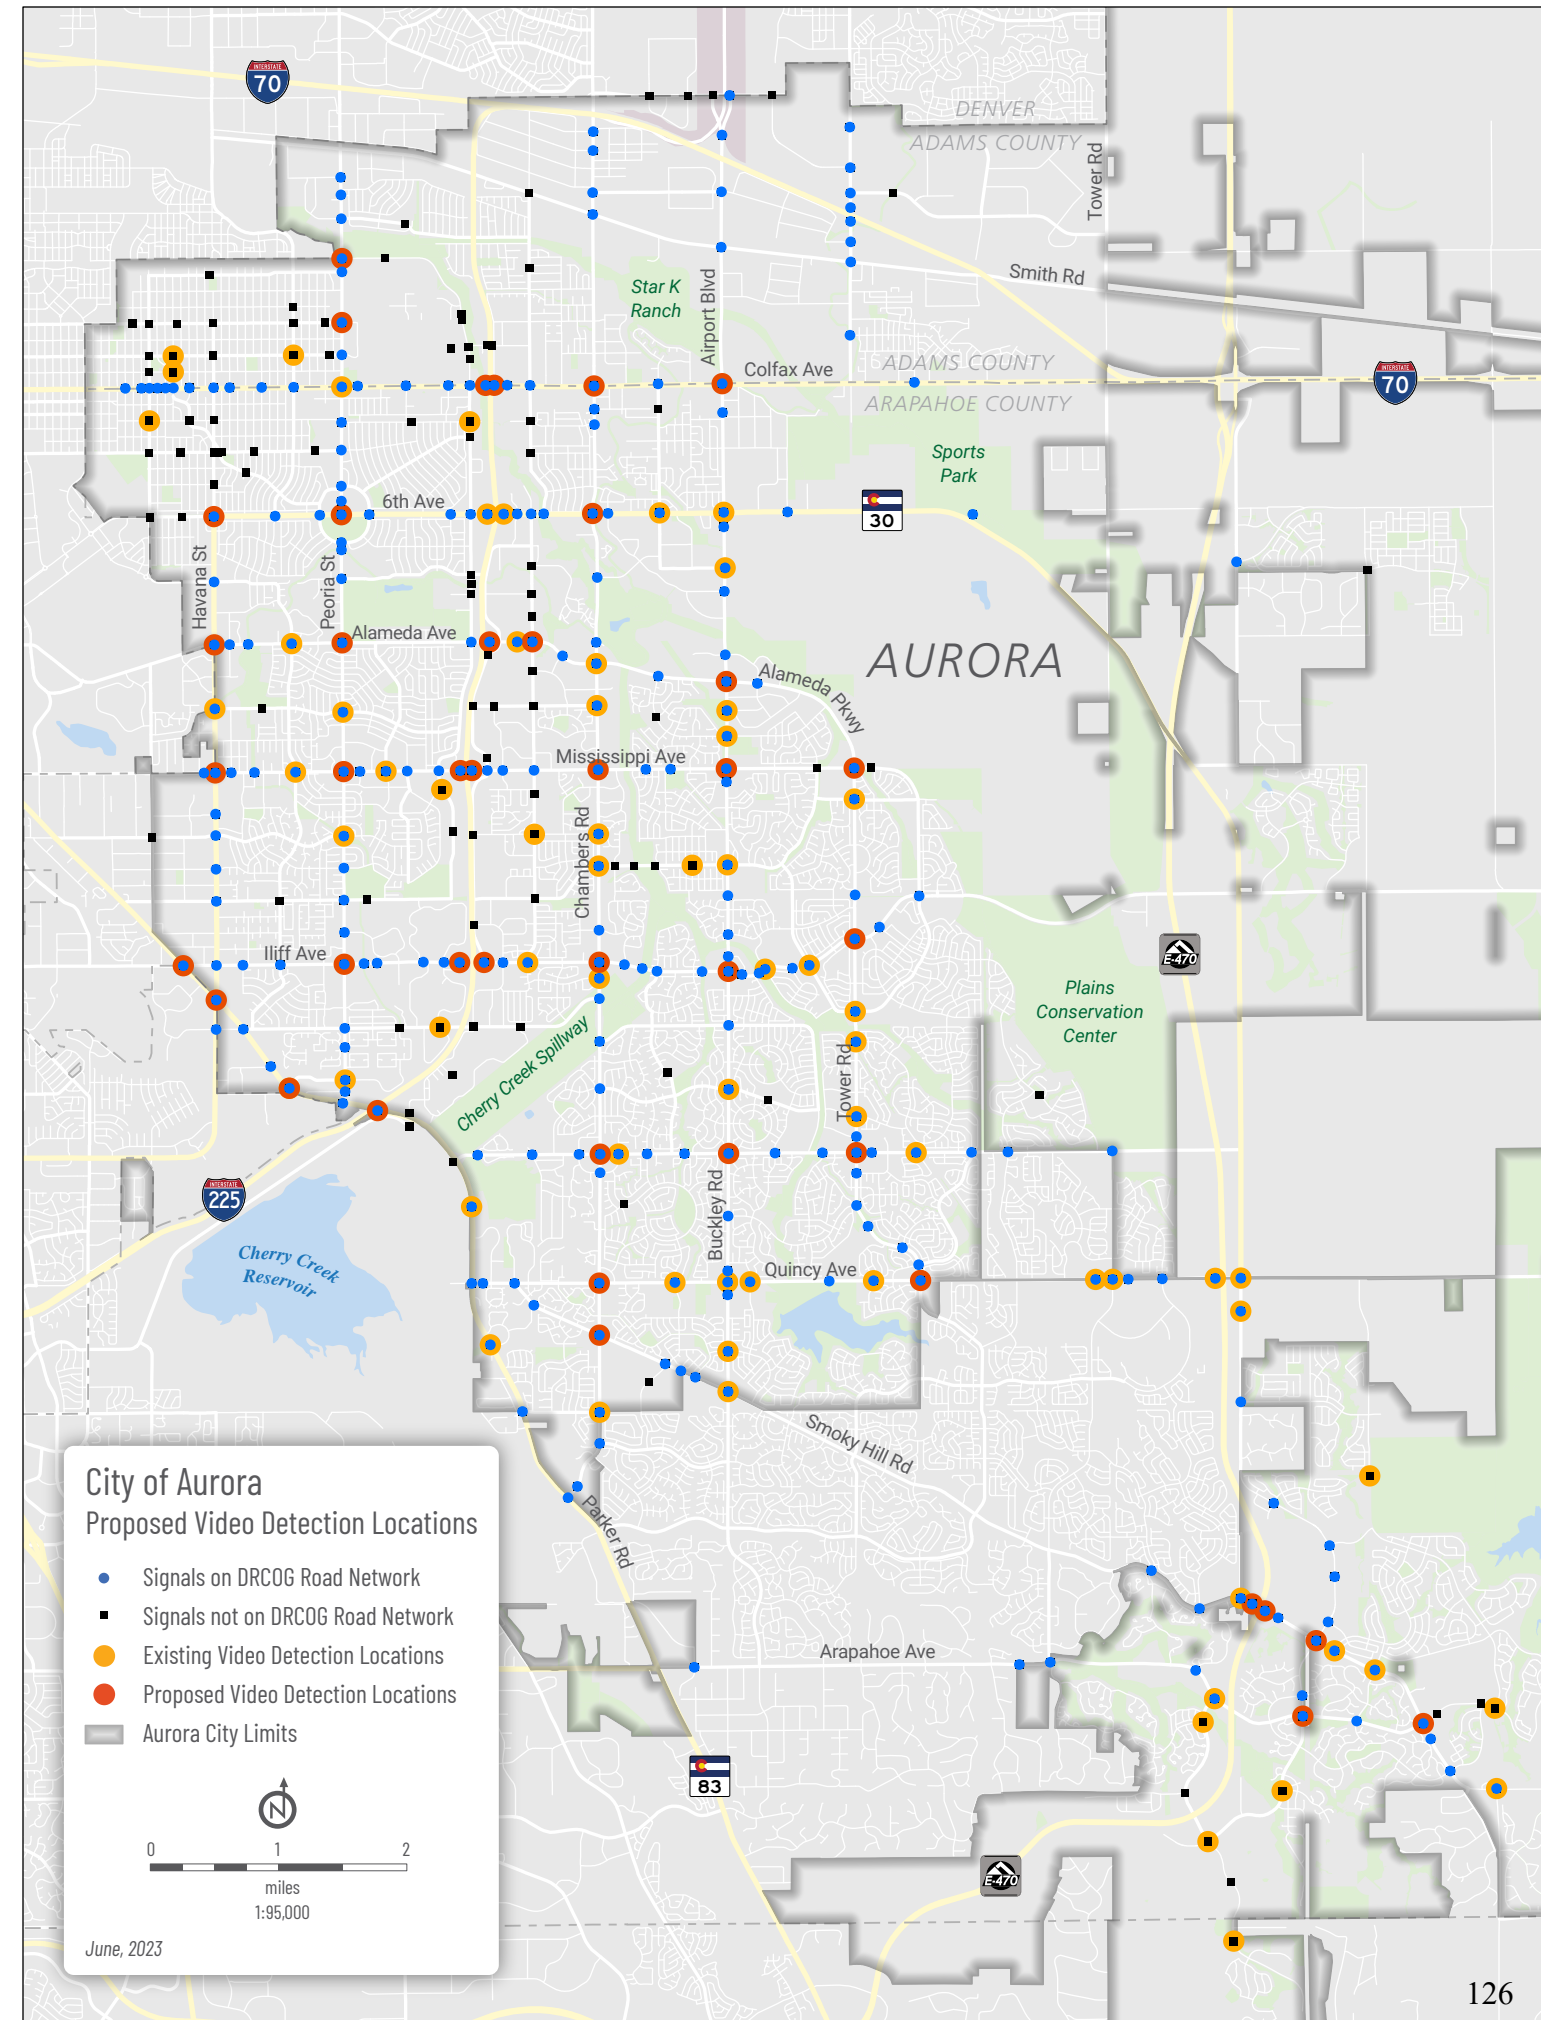 INTERSTATE
70
DENVER
ADAMS COUNTY
Tower Rd
Smith Rd
Star K
Ranch
Airport Blvd
Colfax Ave
ADAMS COUNTY
ARAPAHOE COUNTY
INTERSTATE
70
Sports
Park
6th Ave
30
Havana St
Peoria St
Alameda Ave
AURORA
Alameda Pkwy
Mississippi Ave
Chambers Rd
Iliff Ave
E-470
Plains
Conservation
Center
Cherry Creek Spillway
Tower Rd
INTERSTATE
225
Buckley Rd
Cherry Creek
Reservoir
Quincy Ave
Smoky Hill Rd
Parker Rd
Arapahoe Ave
83
E-470
City of Aurora
Proposed Video Detection Locations
Signals on DRCOG Road Network
Signals not on DRCOG Road Network
Existing Video Detection Locations
Proposed Video Detection Locations
Aurora City Limits
N
0 1 2
miles
1:95,000
June, 2023
126